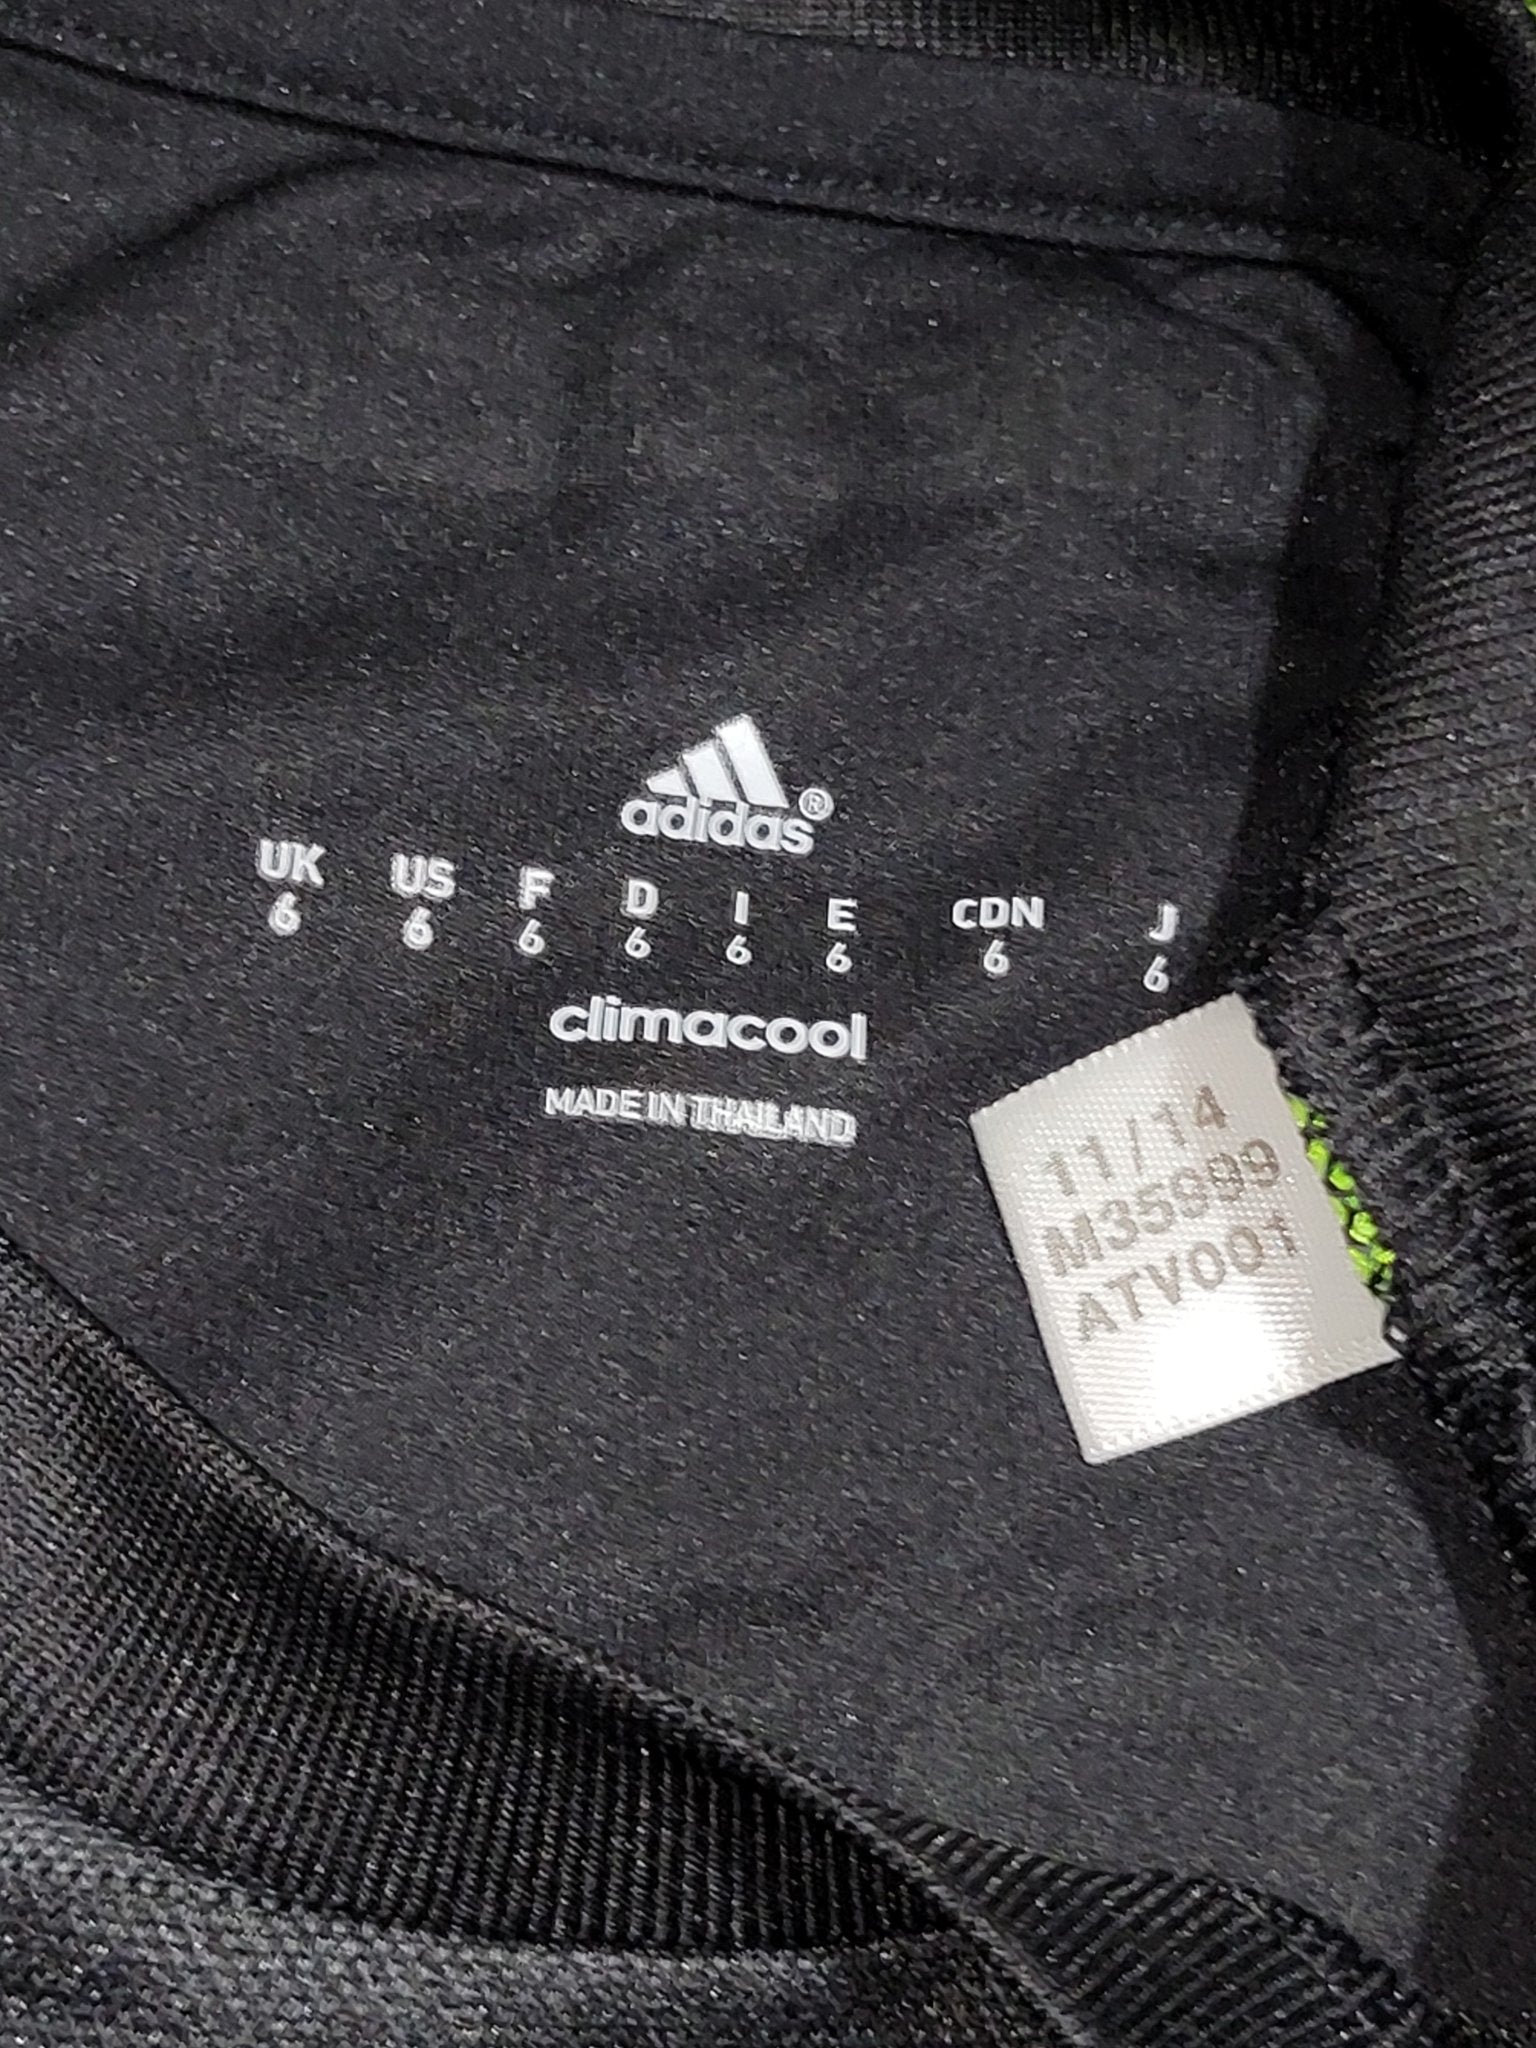 adidas®
UK US F D I E CDN J
6 6 6 6 6 6 6 6
climacool
MADE IN THAILAND
11/14
M35999
ATV001